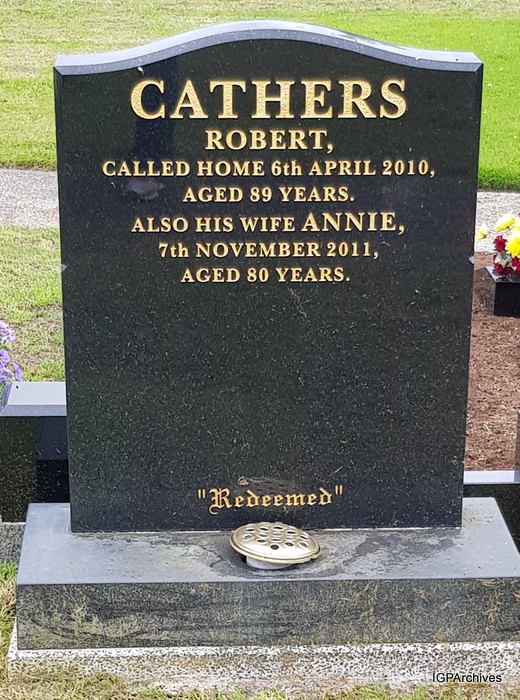 CATHERS
ROBERT,
CALLED HOME 6th APRIL 2010,
AGED 89 YEARS.
ALSO HIS WIFE ANNIE,
7th NOVEMBER 2011,
AGED 80 YEARS.
"Redeemed"
IGPArchives